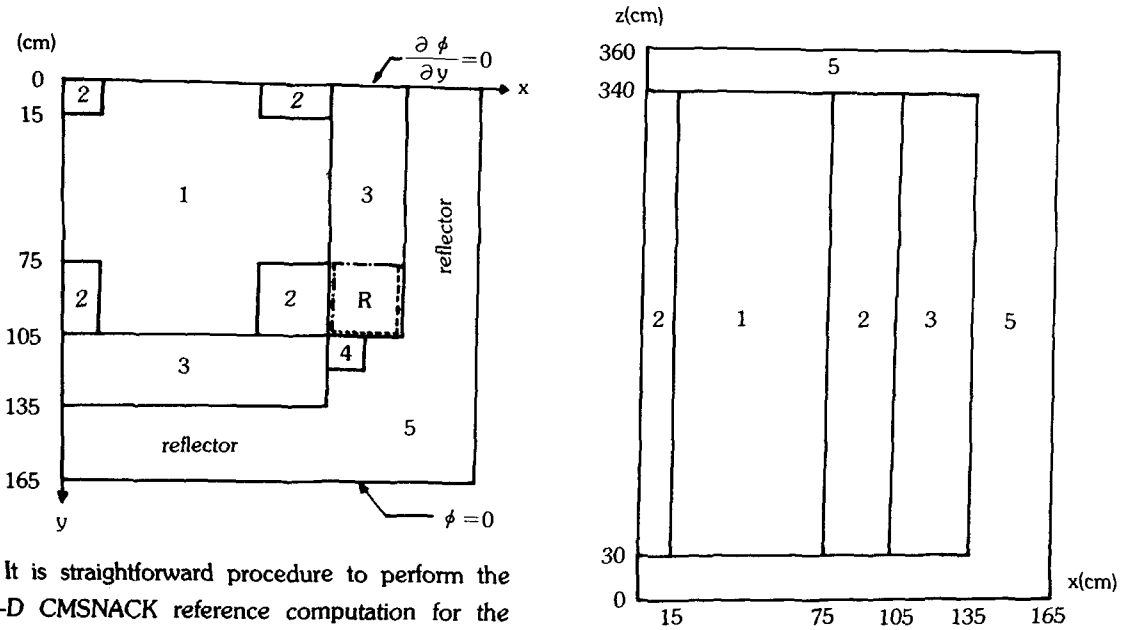 (cm)
∂ϕ/∂y=0
0
x
2
2
15
1
3
reflector
75
2
2
R
105
4
3
135
5
reflector
165
y
ϕ=0
It is straightforward procedure to perform the
-D CMSNACK reference computation for the
z(cm)
360
5
340
2
1
2
3
5
30
0
x(cm)
15
75
105
135
165